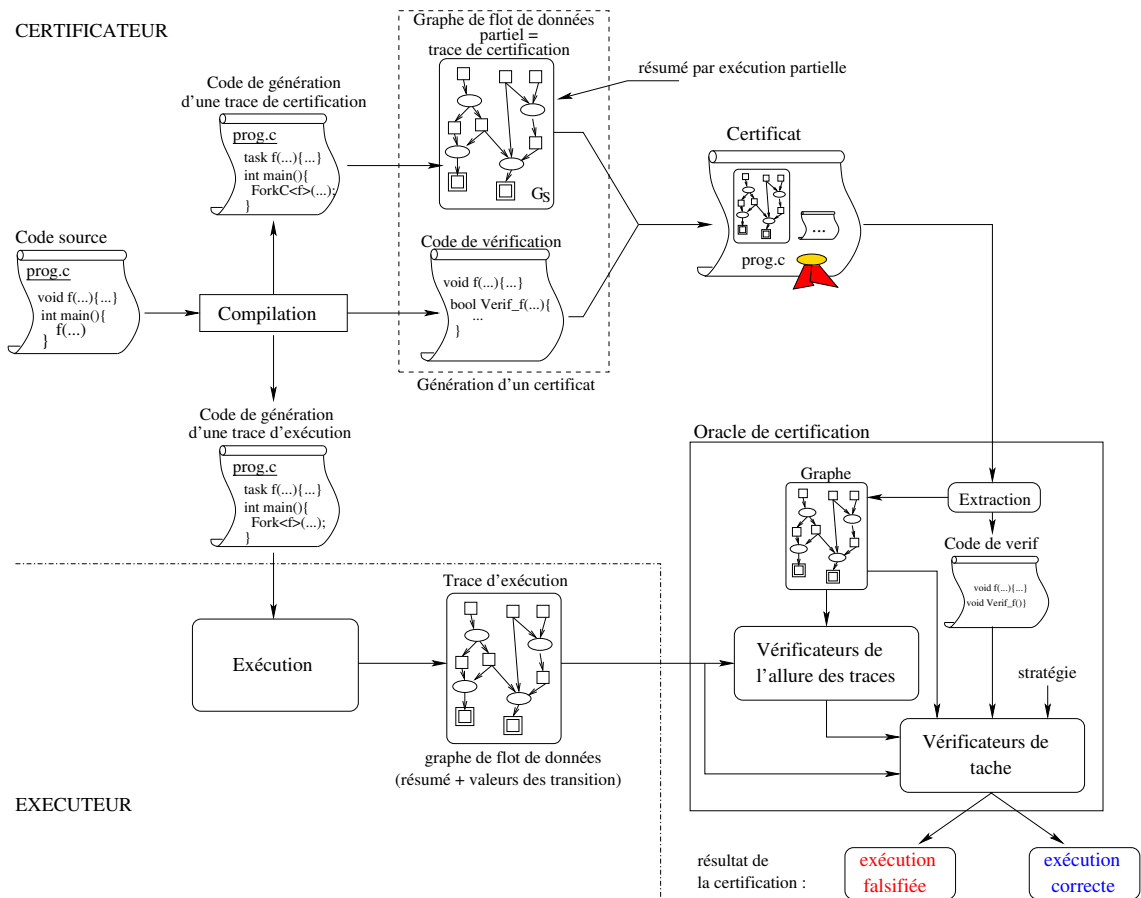 CERTIFICATEUR
Graphe de flot de données
partiel =
trace de certification
résumé par exécution partielle
Code de génération
d'une trace de certification
prog.c
task f(...){...}
int main(){
ForkC<f>(...);
}
GS
Certificat
...
prog.c
Code source
prog.c
void f(...){...}
int main(){
f(...)
}
Compilation
Code de vérification
void f(...){...}
bool Verif_f(...){
...
}
Génération d'un certificat
Code de génération
d'une trace d'exécution
prog.c
task f(...){...}
int main(){
Fork<f>(...);
}
Oracle de certification
Graphe
Extraction
Code de verif
void f(...){...}
void Verif_f()}
Trace d'exécution
Exécution
Vérificateurs de
l'allure des traces
stratégie
Vérificateurs de
tache
graphe de flot de données
(résumé + valeurs des transition)
EXECUTEUR
résultat de
la certification :
exécution
falsifiée
exécution
correcte